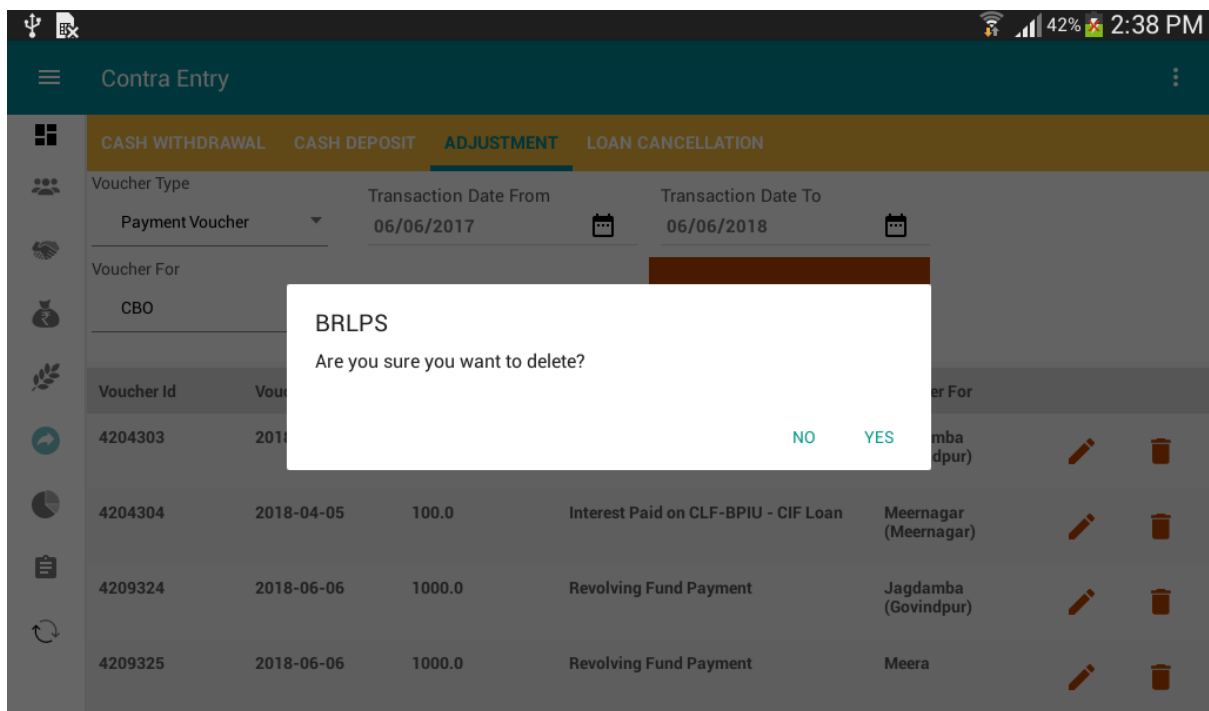 42% 2:38 PM
Contra Entry
CASH WITHDRAWAL CASH DEPOSIT ADJUSTMENT LOAN CANCELLATION
Voucher Type
Transaction Date From Transaction Date To
Payment Voucher 06/06/2017 06/06/2018
Voucher For
CBO
BRLPS
Are you sure you want to delete?
NO YES
Voucher Id
For
4204303
4204304 2018-04-05 100.0 Interest Paid on CLF-BPIU - CIF Loan Meernagar
(Meernagar)
4209324 2018-06-06 1000.0 Revolving Fund Payment Jagdamba
(Govindpur)
4209325 2018-06-06 1000.0 Revolving Fund Payment Meera